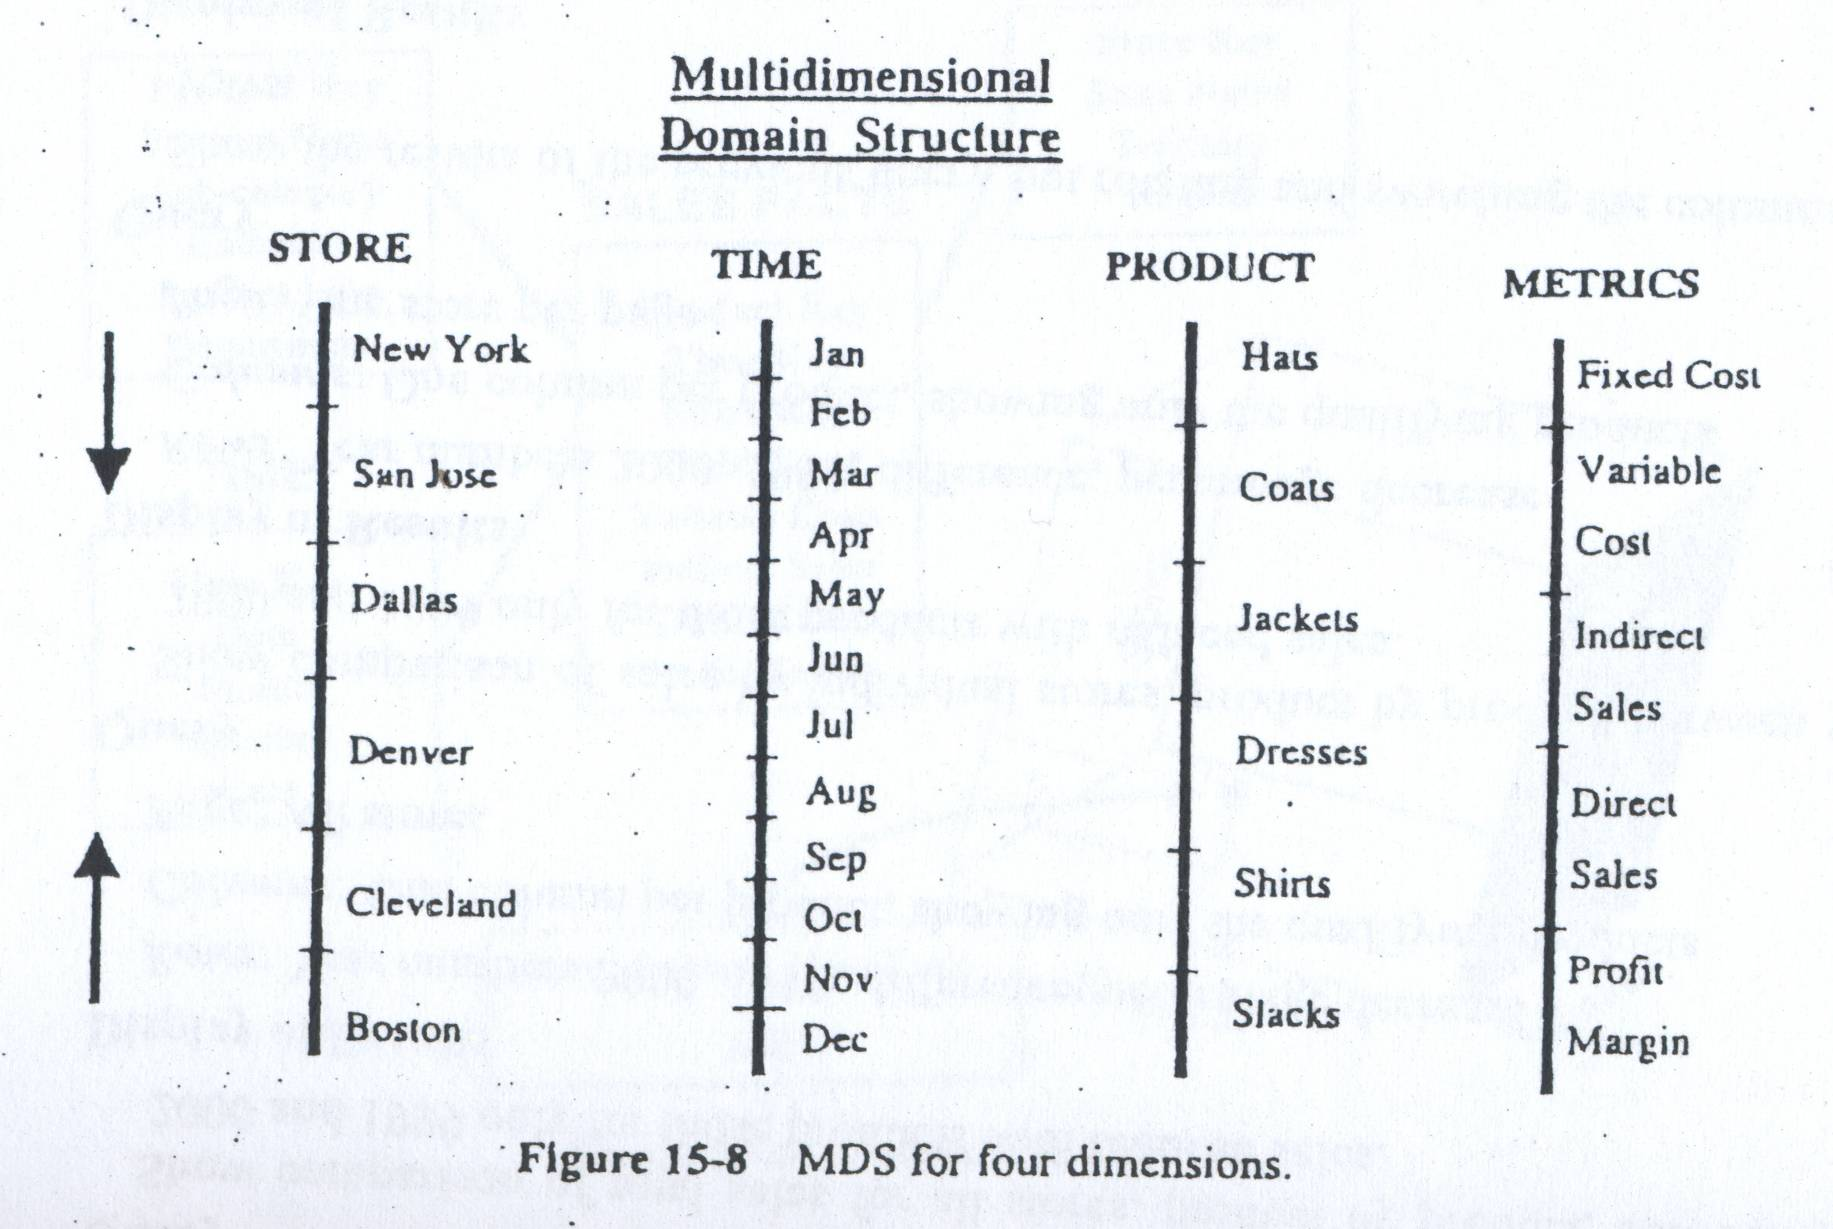 Multidimensional
Domain Structure
STORE
New York
San Jose
Dallas
Denver
Cleveland
Boston
TIME
Jan
Feb
Mar
Apr
May
Jun
Jul
Aug
Sep
Oct
Nov
Dec
PRODUCT
Hats
Coats
Jackets
Dresses
Shirts
Slacks
METRICS
Fixed Cost
Variable
Cost
Indirect
Sales
Direct
Sales
Profit
Margin
Figure 15-8 MDS for four dimensions.